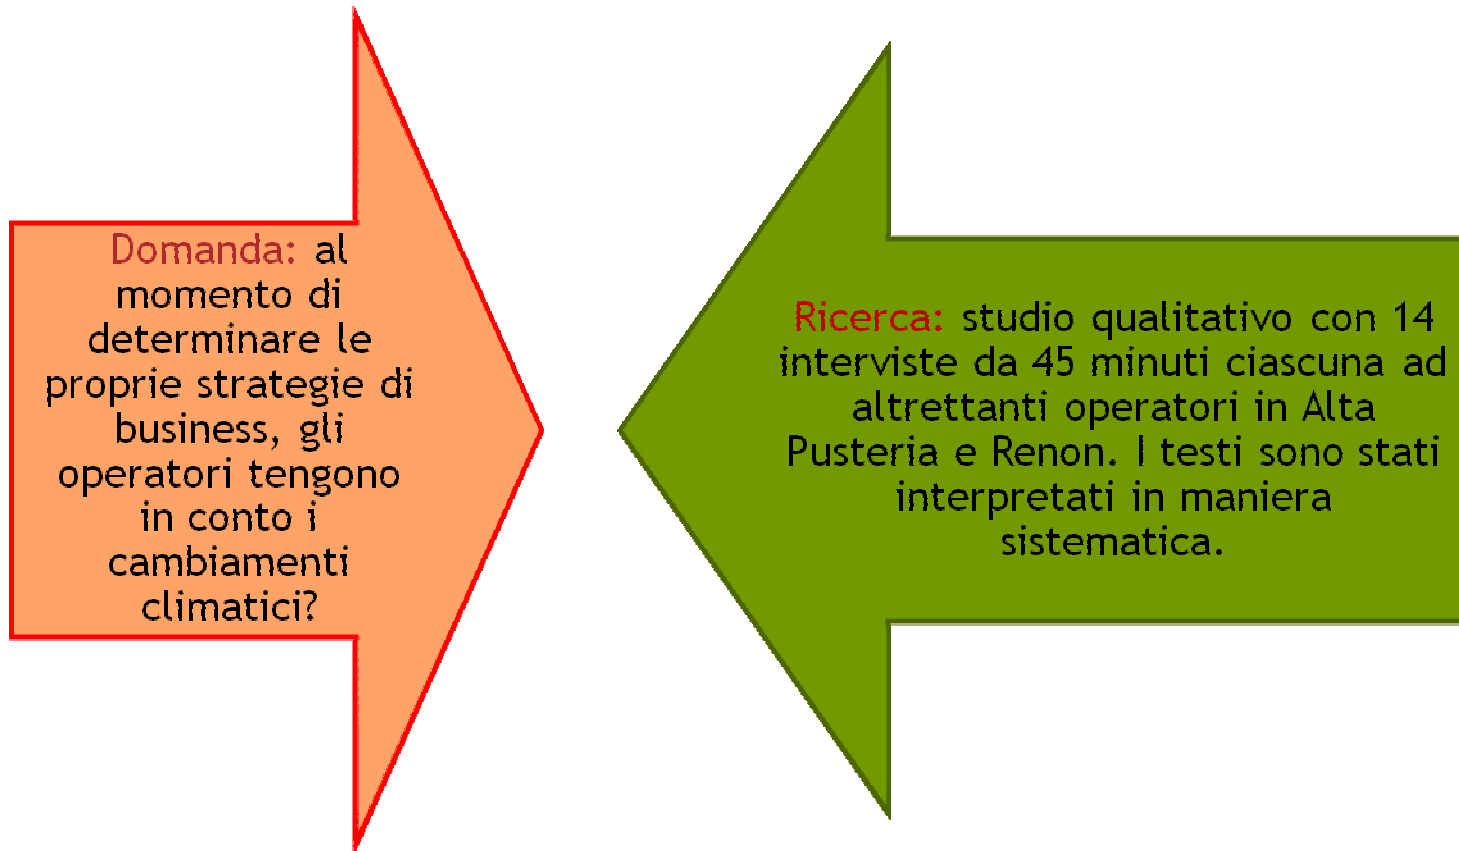 Domanda: al
momento di
determinare le
proprie strategie di
business, gli
operatori tengono
in conto i
cambiamenti
climatici?
Ricerca: studio qualitativo con 14
interviste da 45 minuti ciascuna ad
altrettanti operatori in Alta
Pusteria e Renon. I testi sono stati
interpretati in maniera
sistematica.